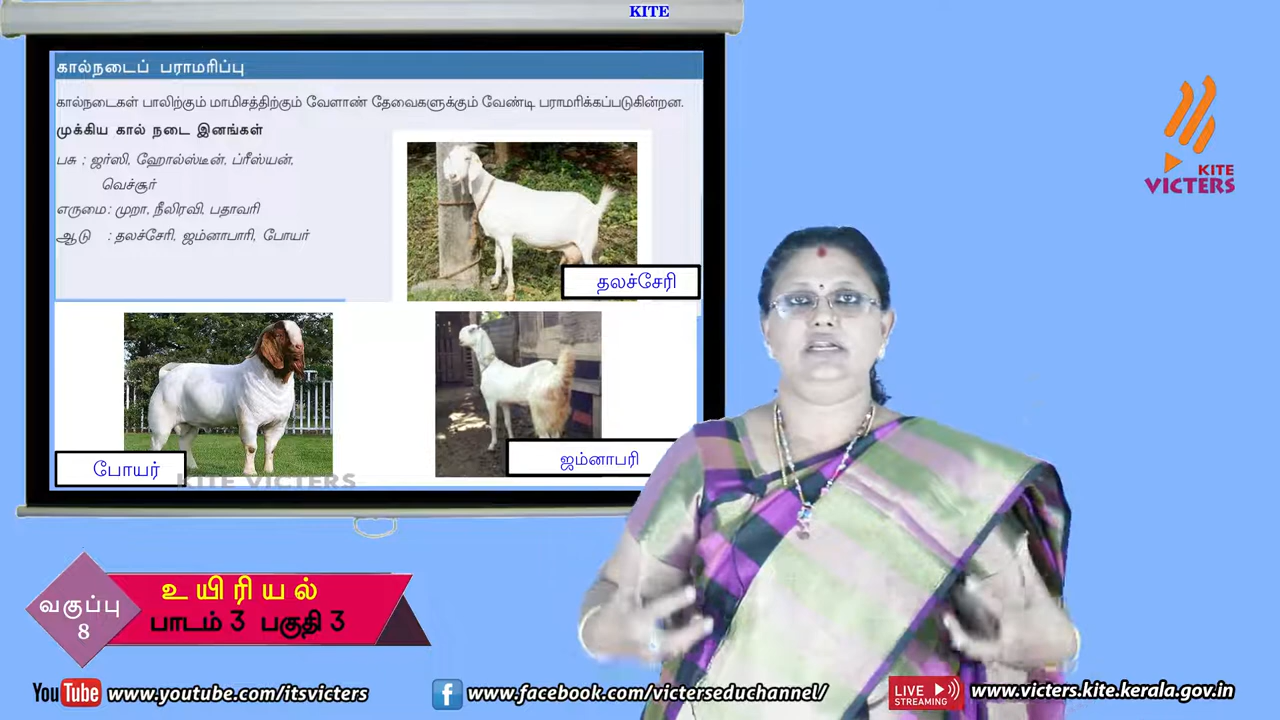 KITE
கால்நடைப் பராமரிப்பு
கால்நடைகள் பாலிற்கும் மாமிசத்திற்கும் வேளாண் தேவைகளுக்கும் வேண்டி பராமரிக்கப்படுகின்றன.
முக்கிய கால் நடை இனங்கள்
பசு : ஜர்ஸி, ஹோல்ஸ்டீன், ப்ரீஸ்யன்,
வெச்சூர்
எருமை : முறா, நீலிரவி, பதாவரி
ஆடு : தலச்சேரி, ஜம்னாபாரி, போயர்
தலச்சேரி
போயர்
ஜம்னாபரி
KITE VICTERS
KITE
VICTERS
வகுப்பு
8
உயிரியல்
பாடம் 3 பகுதி 3
YouTube www.youtube.com/itsvicters
f www.facebook.com/victerseduchannel/
LIVE STREAMING www.victers.kite.kerala.gov.in